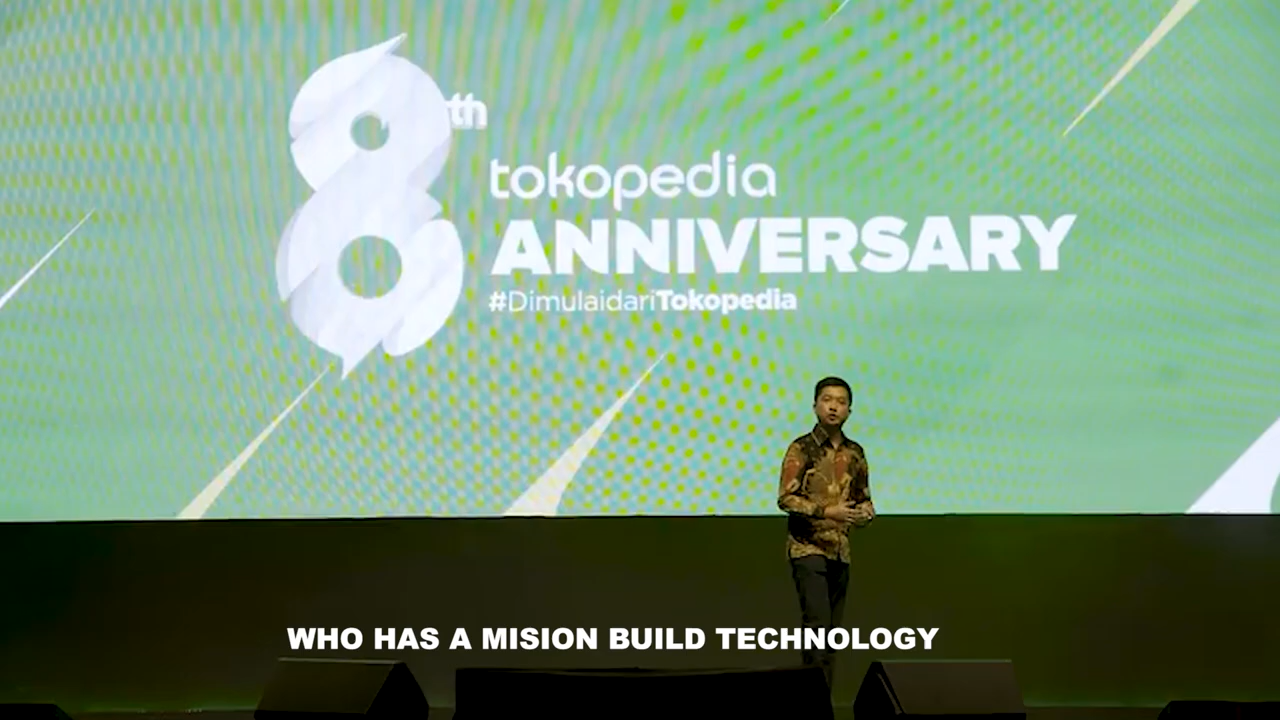 8th
tokopedia
ANNIVERSARY
#DimulaidariTokopedia
WHO HAS A MISION BUILD TECHNOLOGY